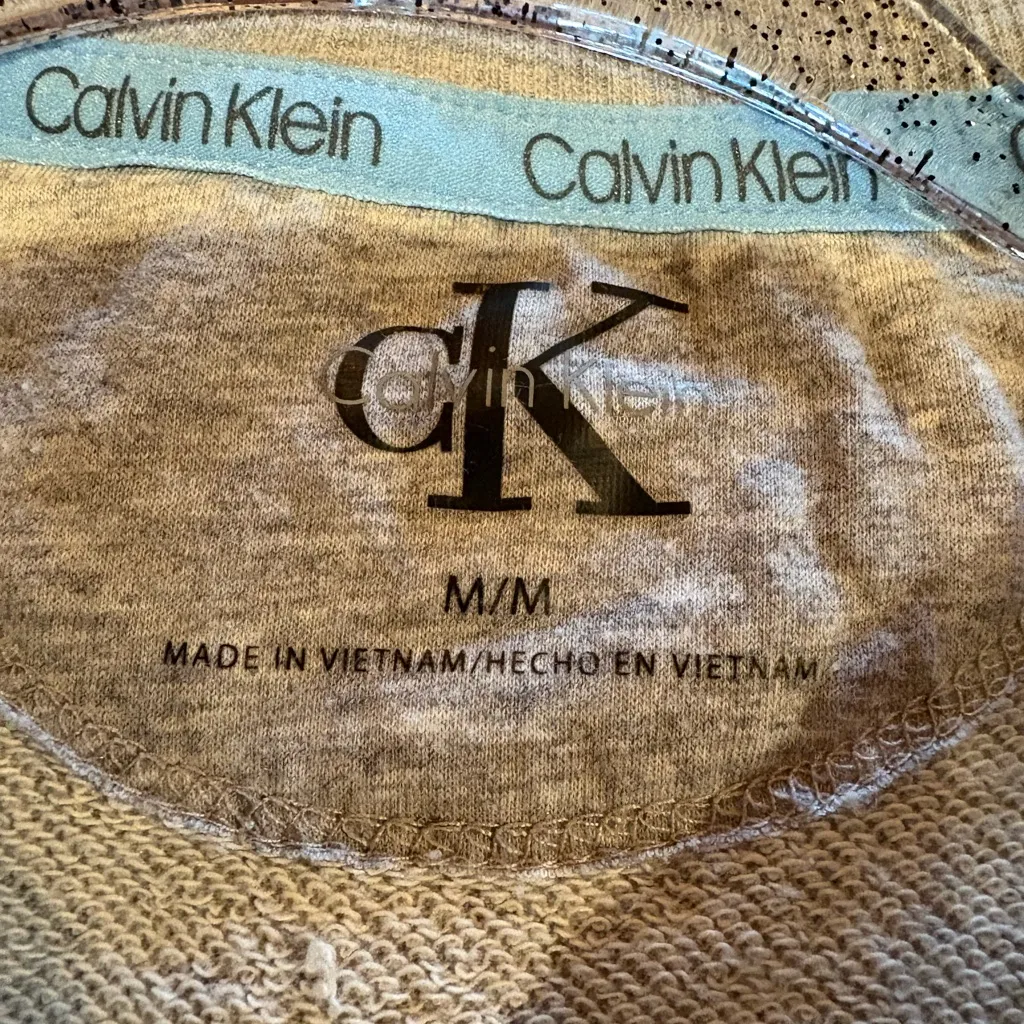 Calvin Klein Calvin Klein
CK
Calvin Klein
M/M
MADE IN VIETNAM/HECHO EN VIETNAM